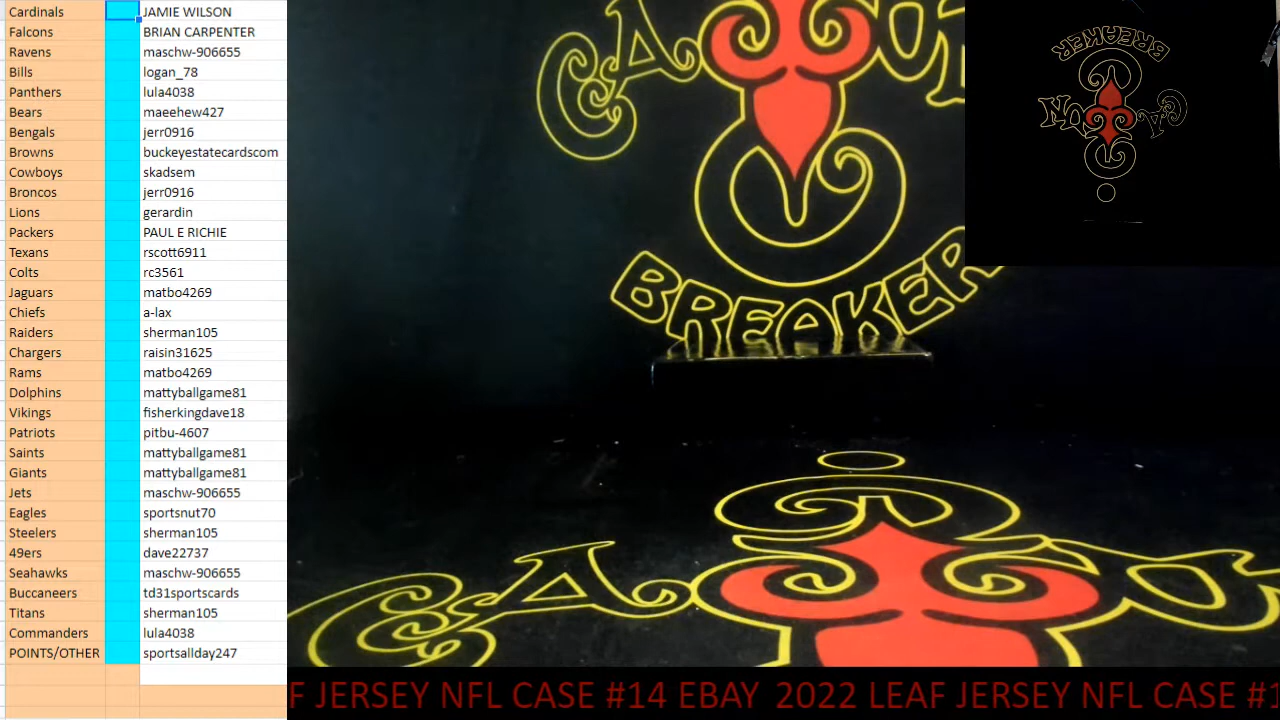 Cardinals JAMIE WILSON
Falcons BRIAN CARPENTER
Ravens maschw-906655
Bills logan_78
Panthers lula4038
Bears maeehew427
Bengals jerr0916
Browns buckeyestatecardscom
Cowboys skadsem
Broncos jerr0916
Lions gerardin
Packers PAUL E RICHIE
Texans rscott6911
Colts rc3561
Jaguars matbo4269
Chiefs a-lax
Raiders sherman105
Chargers raisin31625
Rams matbo4269
Dolphins mattyballgame81
Vikings fisherkingdave18
Patriots pitbu-4607
Saints mattyballgame81
Giants mattyballgame81
Jets maschw-906655
Eagles sportsnut70
Steelers sherman105
49ers dave22737
Seahawks maschw-906655
Buccaneers td31sportscards
Titans sherman105
Commanders lula4038
POINTS/OTHER sportsallday247
BREAKER
BREAKER
F JERSEY NFL CASE #14 EBAY 2022 LEAF JERSEY NFL CASE #1